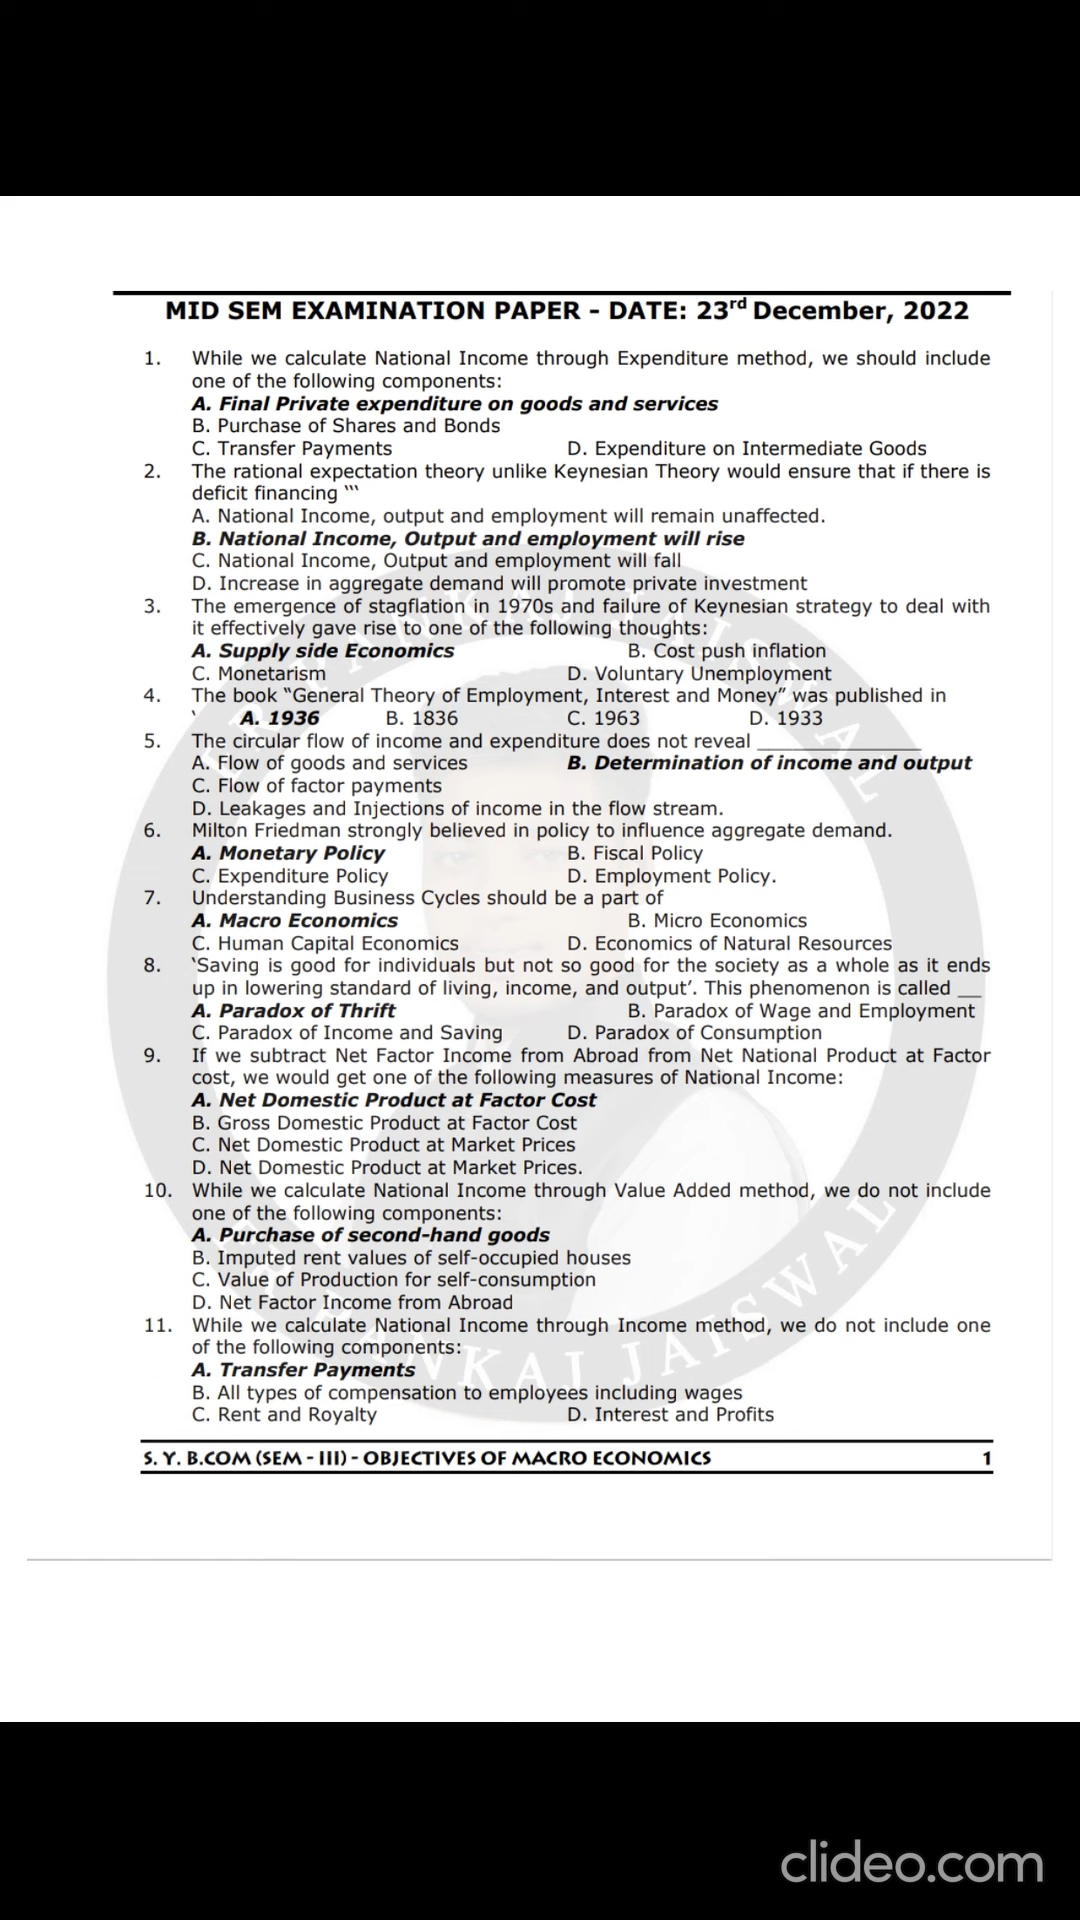 MID SEM EXAMINATION PAPER - DATE: 23rd December, 2022
1. While we calculate National Income through Expenditure method, we should include
one of the following components:
A. Final Private expenditure on goods and services
B. Purchase of Shares and Bonds
C. Transfer Payments D. Expenditure on Intermediate Goods
2. The rational expectation theory unlike Keynesian Theory would ensure that if there is
deficit financing ‟‟‟
A. National Income, output and employment will remain unaffected.
B. National Income, Output and employment will rise
C. National Income, Output and employment will fall
D. Increase in aggregate demand will promote private investment
3. The emergence of stagflation in 1970s and failure of Keynesian strategy to deal with
it effectively gave rise to one of the following thoughts:
A. Supply side Economics B. Cost push inflation
C. Monetarism D. Voluntary Unemployment
4. The book “General Theory of Employment, Interest and Money” was published in
‵ A. 1936 B. 1836 C. 1963 D. 1933
5. The circular flow of income and expenditure does not reveal ________________
A. Flow of goods and services B. Determination of income and output
C. Flow of factor payments
D. Leakages and Injections of income in the flow stream.
6. Milton Friedman strongly believed in policy to influence aggregate demand.
A. Monetary Policy B. Fiscal Policy
C. Expenditure Policy D. Employment Policy.
7. Understanding Business Cycles should be a part of
A. Macro Economics B. Micro Economics
C. Human Capital Economics D. Economics of Natural Resources
8. ‛Saving is good for individuals but not so good for the society as a whole as it ends
up in lowering standard of living, income, and output’. This phenomenon is called __
A. Paradox of Thrift B. Paradox of Wage and Employment
C. Paradox of Income and Saving D. Paradox of Consumption
9. If we subtract Net Factor Income from Abroad from Net National Product at Factor
cost, we would get one of the following measures of National Income:
A. Net Domestic Product at Factor Cost
B. Gross Domestic Product at Factor Cost
C. Net Domestic Product at Market Prices
D. Net Domestic Product at Market Prices.
10. While we calculate National Income through Value Added method, we do not include
one of the following components:
A. Purchase of second-hand goods
B. Imputed rent values of self-occupied houses
C. Value of Production for self-consumption
D. Net Factor Income from Abroad
11. While we calculate National Income through Income method, we do not include one
of the following components:
A. Transfer Payments
B. All types of compensation to employees including wages
C. Rent and Royalty D. Interest and Profits
S. Y. B.COM (SEM - III) - OBJECTIVES OF MACRO ECONOMICS 1
ER PANKAJ JAISWAL
ER PANKAJ JAISWAL
clideo.com